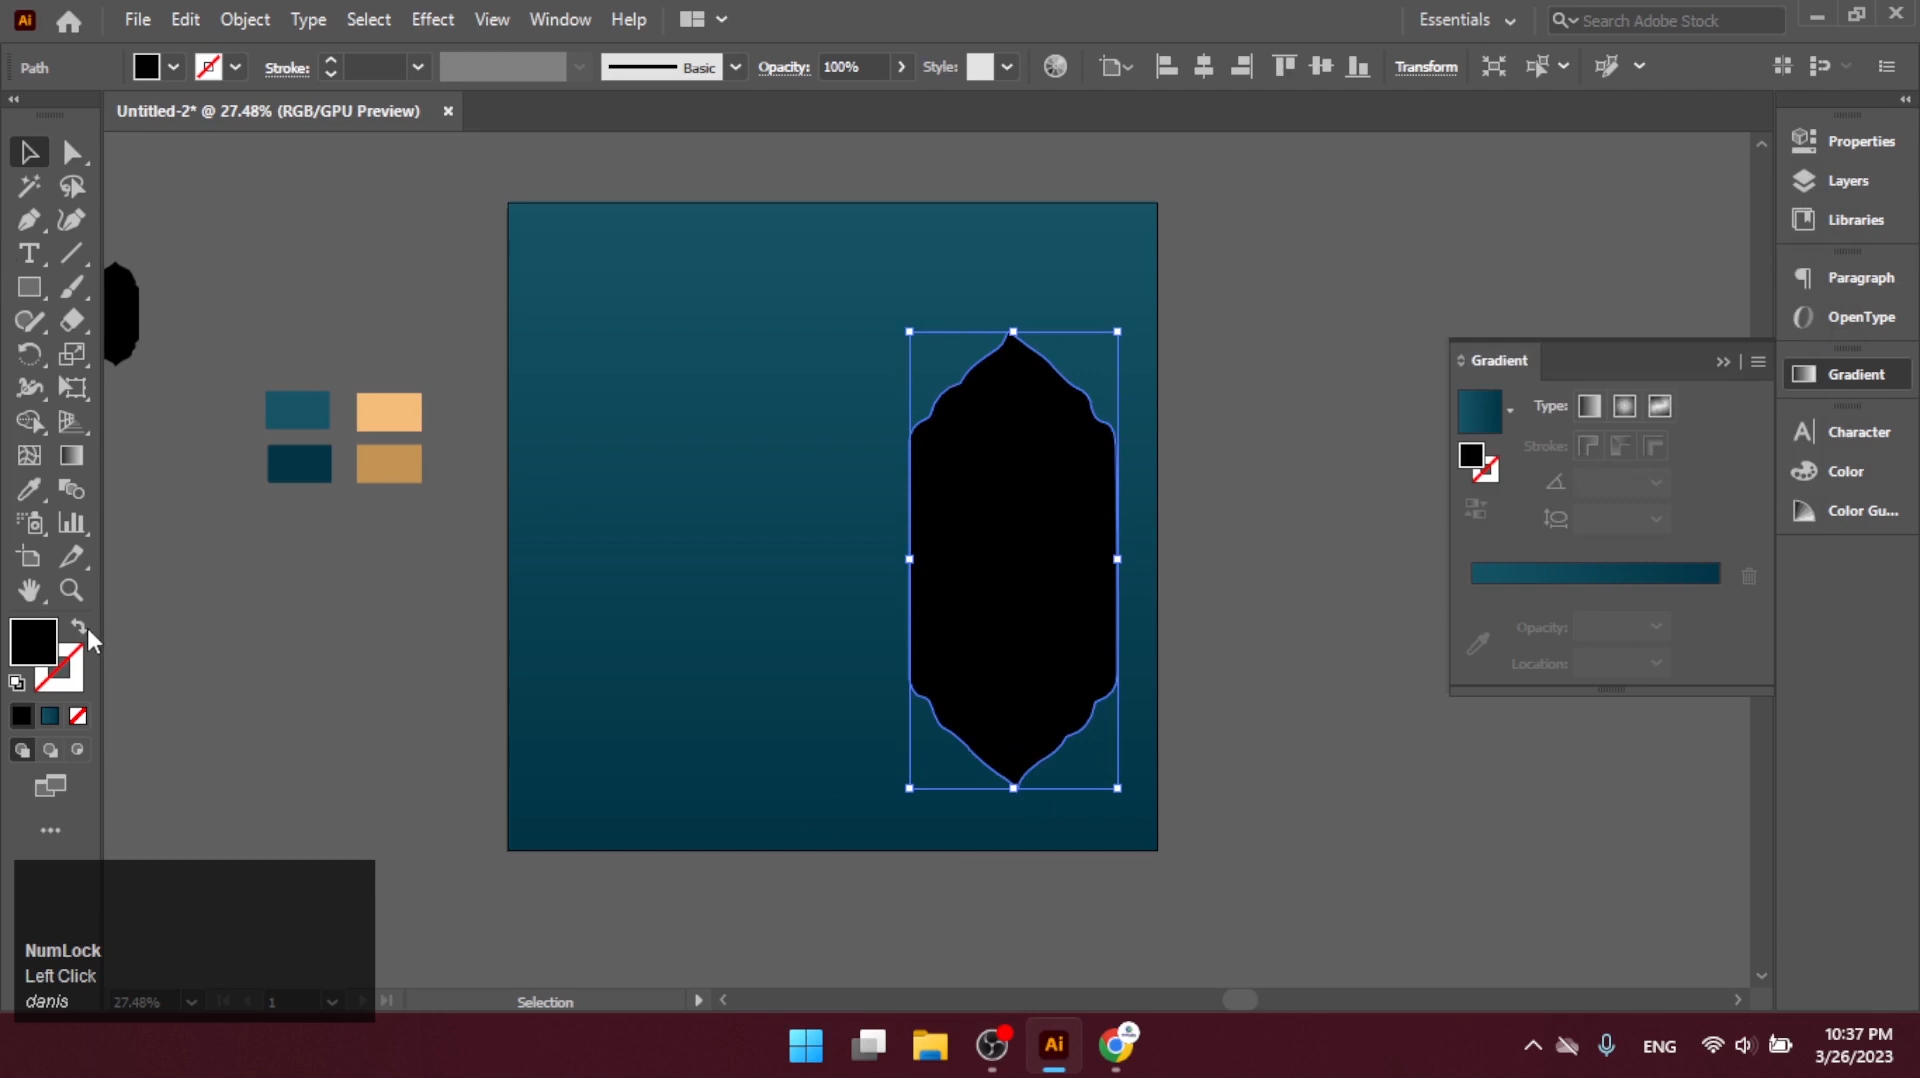 Ai File Edit Object Type Select Effect View Window Help Essentials Search Adobe Stock
Path Stroke: Basic Opacity: 100% Style: Transform
Untitled-2* @ 27.48% (RGB/GPU Preview) ×
Properties
Layers
Libraries
Paragraph
OpenType
Gradient
Character
Color
Color Gu...
Gradient
Type:
Stroke:
Opacity:
Location:
NumLock
Left Click
danis
27.48% 1 Selection
Ai
ENG
10:37 PM
3/26/2023